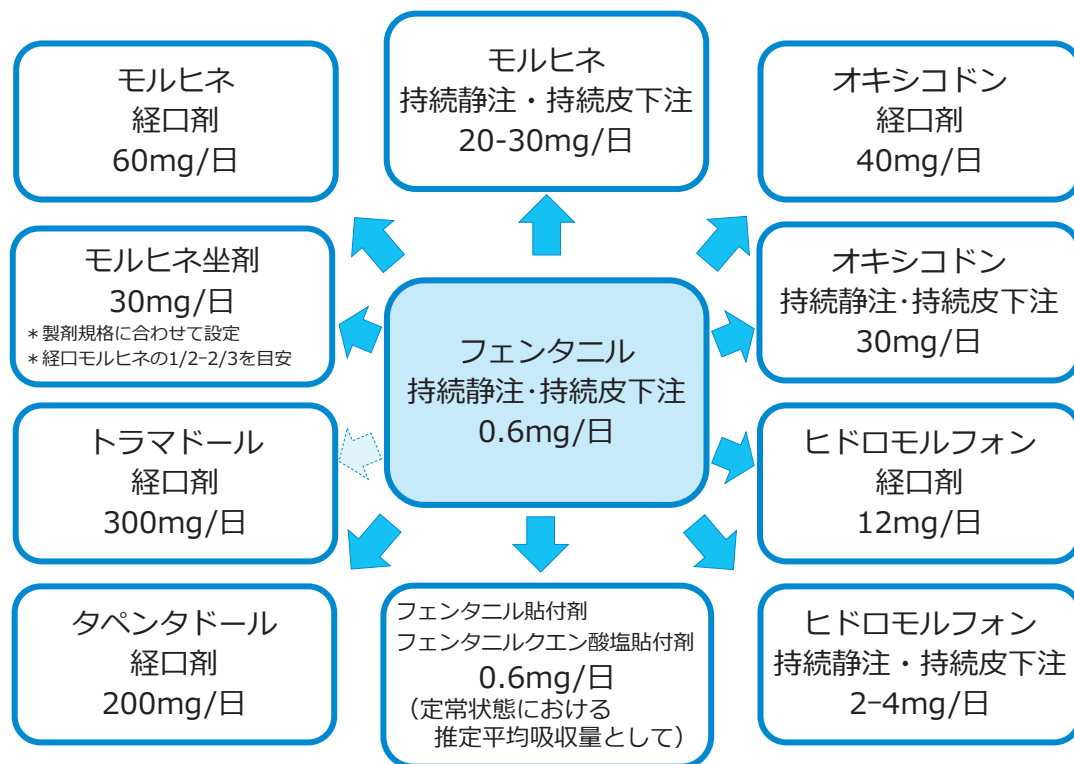 モルヒネ
経口剤
60mg/日
モルヒネ
持続静注・持続皮下注
20-30mg/日
オキシコドン
経口剤
40mg/日
モルヒネ坐剤
30mg/日
＊製剤規格に合わせて設定
＊経口モルヒネの1/2-2/3を目安
フェンタニル
持続静注･持続皮下注
0.6mg/日
オキシコドン
持続静注･持続皮下注
30mg/日
トラマドール
経口剤
300mg/日
ヒドロモルフォン
経口剤
12mg/日
タペンタドール
経口剤
200mg/日
フェンタニル貼付剤
フェンタニルクエン酸塩貼付剤
0.6mg/日
（定常状態における
推定平均吸収量として）
ヒドロモルフォン
持続静注・持続皮下注
2-4mg/日